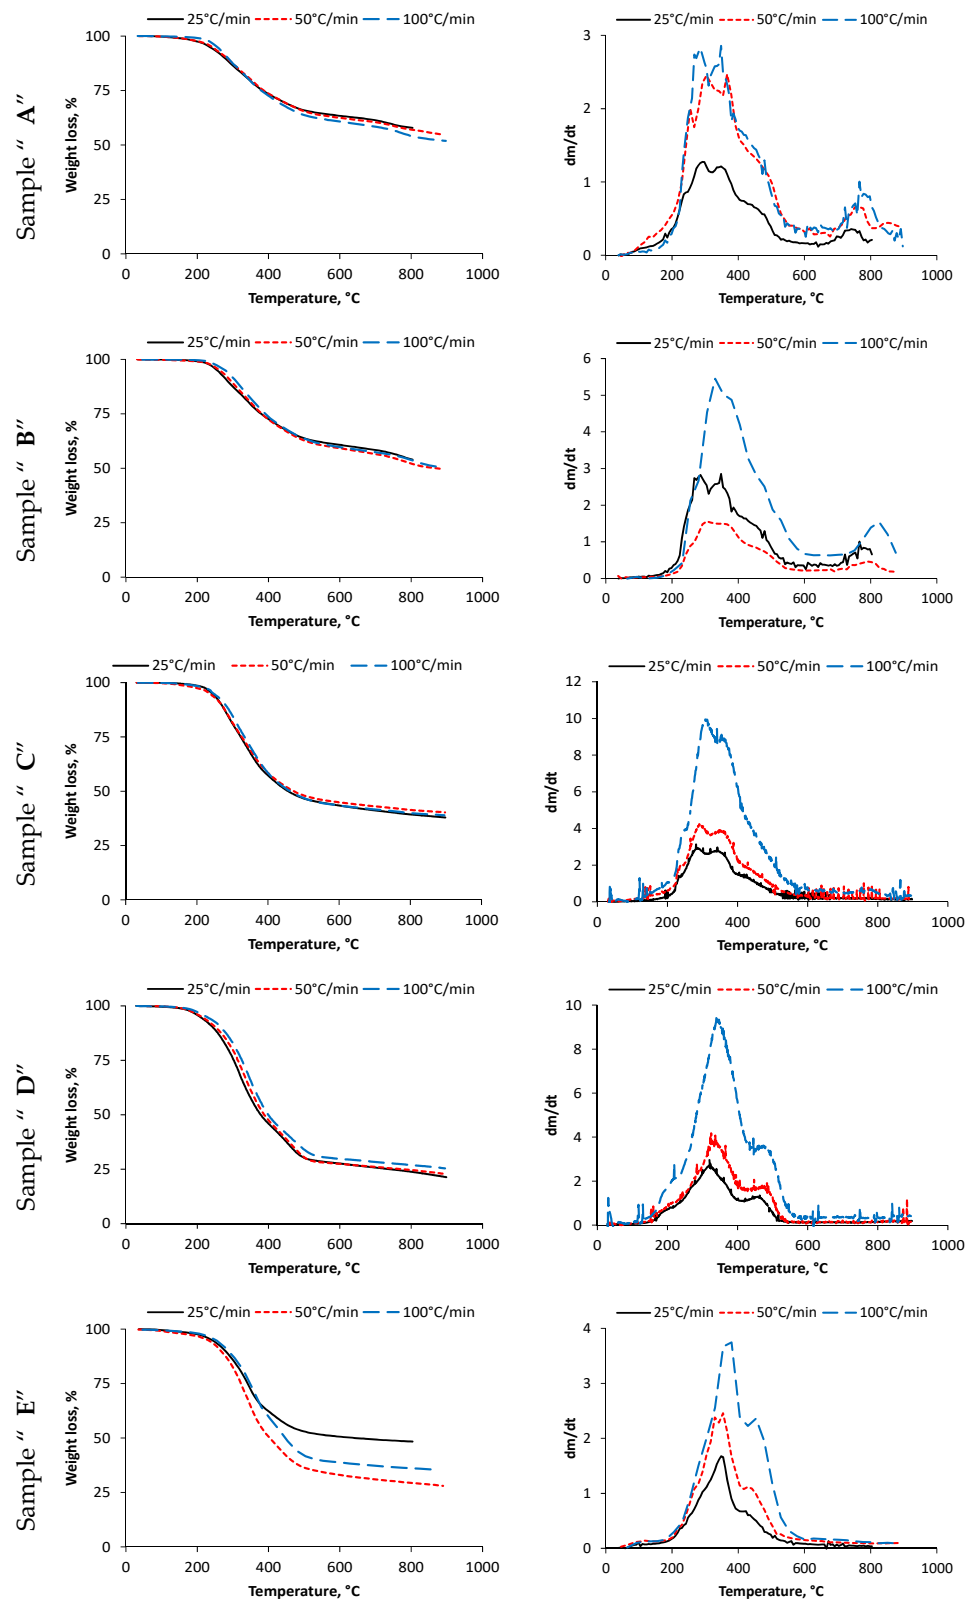 25°C/min 50°C/min 100°C/min
100
75
50
25
0
0 200 400 600 800 1000
Weight loss, %
Temperature, °C
Sample “ A”
25°C/min 50°C/min 100°C/min
3
2
1
0
0 200 400 600 800 1000
dm/dt
Temperature, °C
25°C/min 50°C/min 100°C/min
100
75
50
25
0
0 200 400 600 800 1000
Weight loss, %
Temperature, °C
Sample “ B”
25°C/min 50°C/min 100°C/min
6
5
4
3
2
1
0
0 200 400 600 800 1000
dm/dt
Temperature, °C
25°C/min 50°C/min 100°C/min
100
75
50
25
0
0 200 400 600 800 1000
Weight loss, %
Temperature, °C
Sample “ C”
25°C/min 50°C/min 100°C/min
12
10
8
6
4
2
0
0 200 400 600 800 1000
dm/dt
Temperature, °C
25°C/min 50°C/min 100°C/min
100
75
50
25
0
0 200 400 600 800 1000
Weight loss, %
Temperature, °C
Sample “ D”
25°C/min 50°C/min 100°C/min
10
8
6
4
2
0
0 200 400 600 800 1000
dm/dt
Temperature, °C
25°C/min 50°C/min 100°C/min
100
75
50
25
0
0 200 400 600 800 1000
Weight loss, %
Temperature, °C
Sample “ E”
25°C/min 50°C/min 100°C/min
4
3
2
1
0
0 200 400 600 800 1000
dm/dt
Temperature, °C